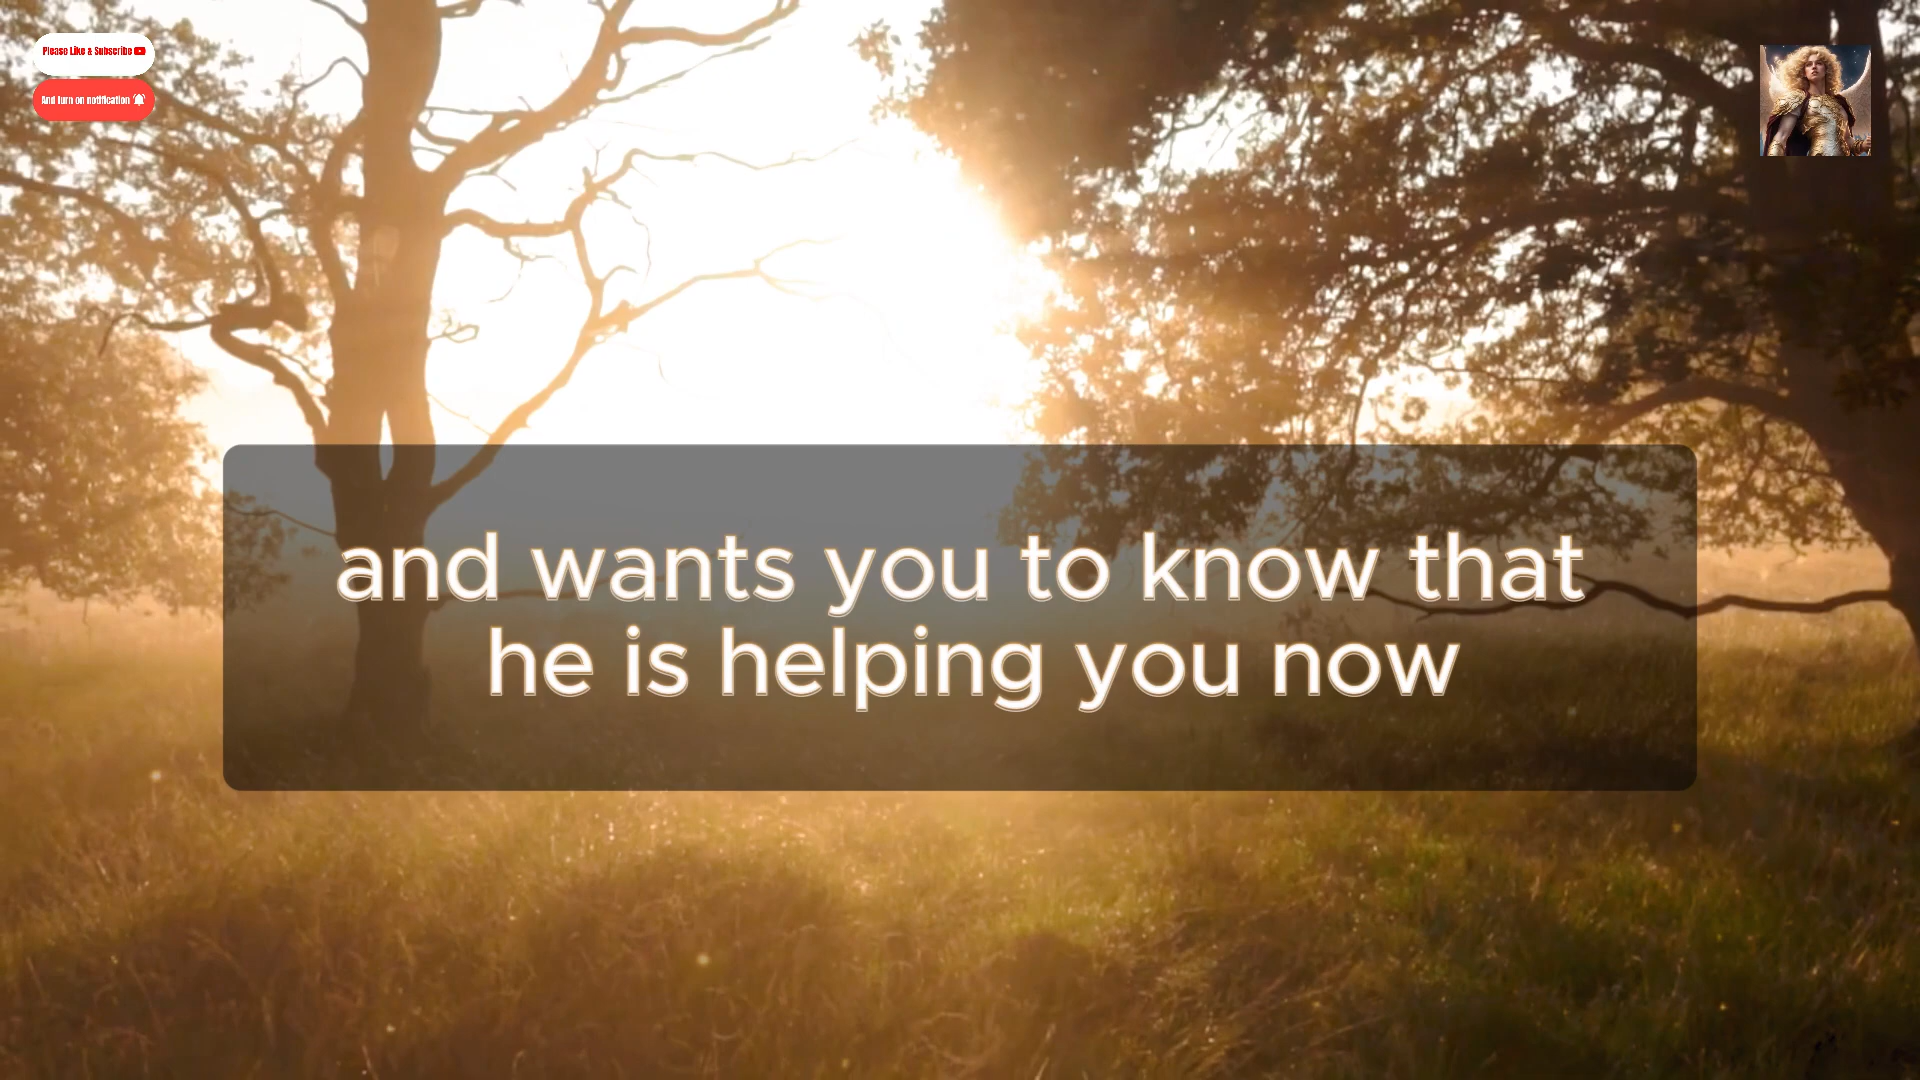 Please Like & Subscribe
And turn on notification
and wants you to know that
he is helping you now